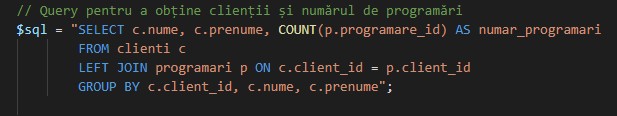 // Query pentru a obține clienții și numărul de programări
$sql = "SELECT c.nume, c.prenume, COUNT(p.programare_id) AS numar_programari
FROM clienti c
LEFT JOIN programari p ON c.client_id = p.client_id
GROUP BY c.client_id, c.nume, c.prenume";